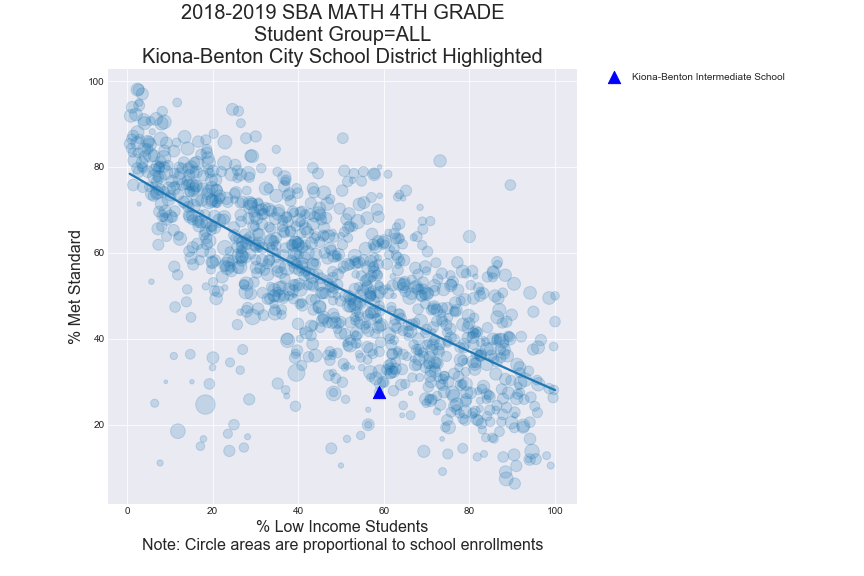 2018-2019 SBA MATH 4TH GRADE
Student Group=ALL
Kiona-Benton City School District Highlighted
Kiona-Benton Intermediate School
100
80
60
40
20
% Met Standard
0
20
40
60
80
100
% Low Income Students
Note: Circle areas are proportional to school enrollments